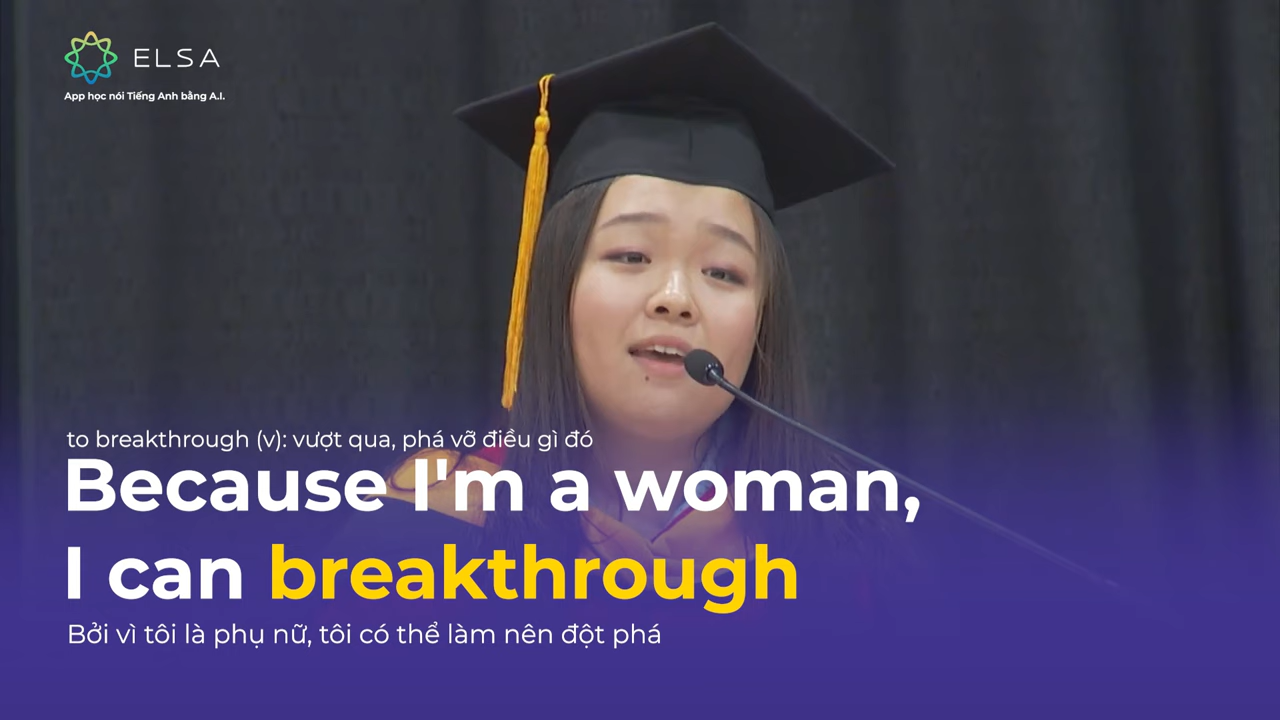 ELSA
App học nói Tiếng Anh bằng A.I.
to breakthrough (v): vượt qua, phá vỡ điều gì đó
Because I'm a woman,
I can breakthrough
Bởi vì tôi là phụ nữ, tôi có thể làm nên đột phá